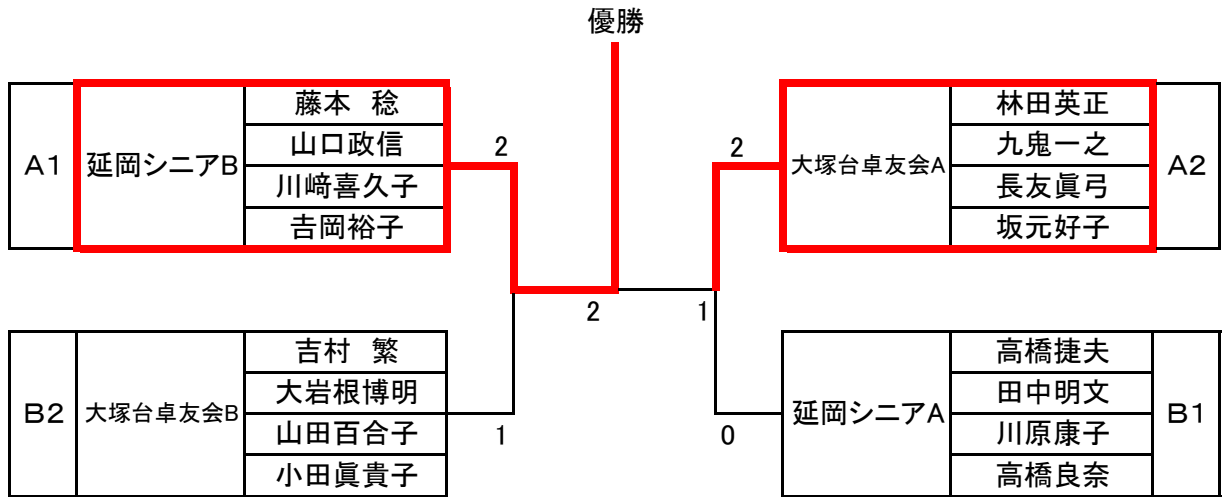 優勝
A1
延岡シニアB
藤本 稔
山口政信
川﨑喜久子
𠮷岡裕子
2
2
大塚台卓友会A
林田英正
九鬼一之
長友眞弓
坂元好子
A2
2
1
B2
大塚台卓友会B
吉村 繁
大岩根博明
山田百合子
小田眞貴子
1
0
延岡シニアA
高橋捷夫
田中明文
川原康子
高橋良奈
B1